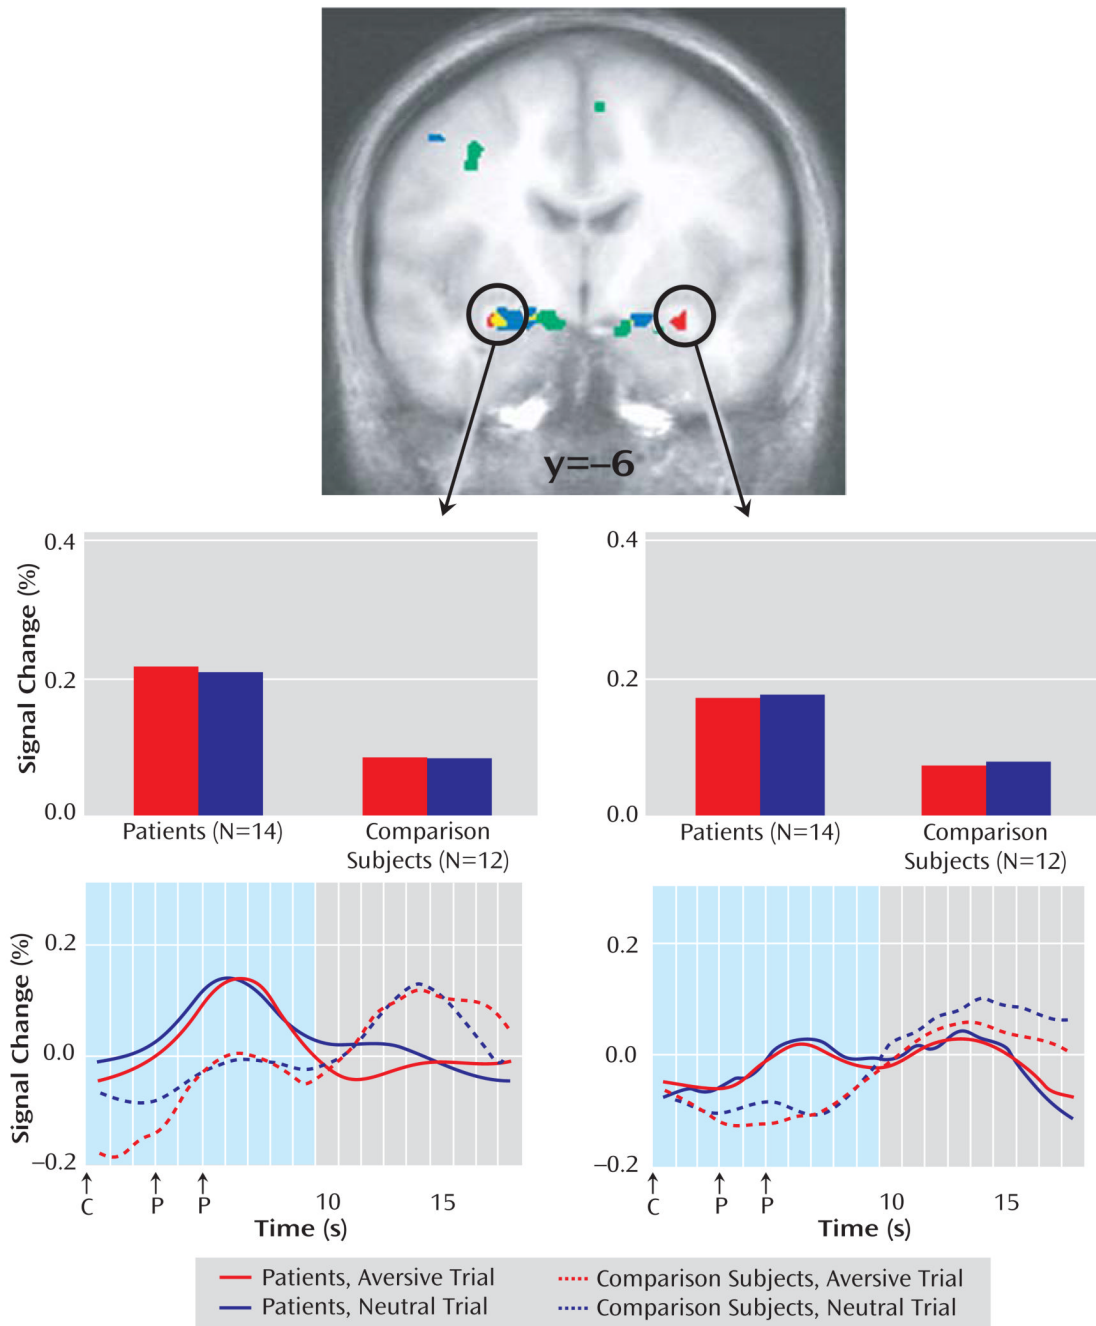 y=–6
0.4
0.2
0.0
Signal Change (%)
Patients (N=14)
Comparison
Subjects (N=12)
0.4
0.2
0.0
Patients (N=14)
Comparison
Subjects (N=12)
0.2
0.0
–0.2
Signal Change (%)
C P P 10 15
Time (s)
0.2
0.0
–0.2
C P P 10 15
Time (s)
Patients, Aversive Trial
Patients, Neutral Trial
Comparison Subjects, Aversive Trial
Comparison Subjects, Neutral Trial